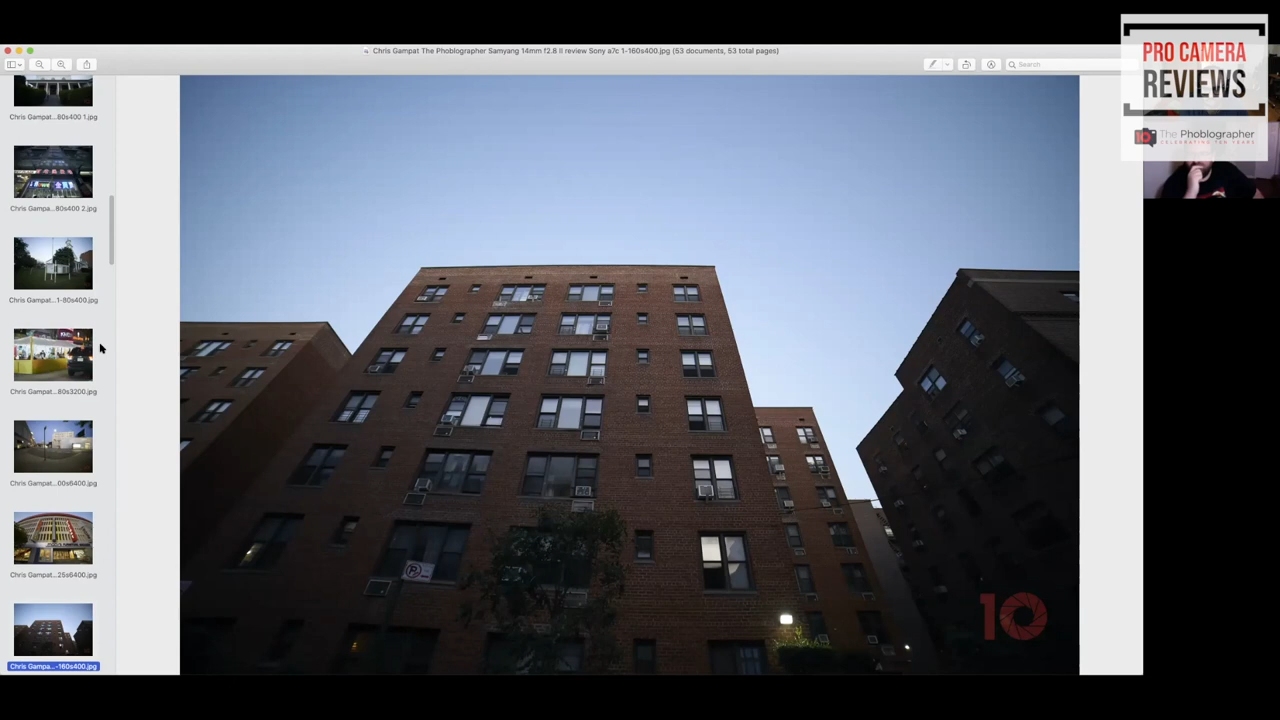 Chris Gampat The Phoblographer Samyang 14mm f2.8 II review Sony a7c 1-160s400.jpg (53 documents, 53 total pages)
Search
PRO CAMERA
REVIEWS
10 The Phoblographer
CELEBRATING TEN YEARS
Chris Gampat...80s400 1.jpg
Chris Gampa...80s400 2.jpg
Chris Gampat...1-80s400.jpg
Chris Gampat...80s3200.jpg
Chris Gampat...00s6400.jpg
Chris Gampat...25s6400.jpg
Chris Gampa...-160s400.jpg
P
10